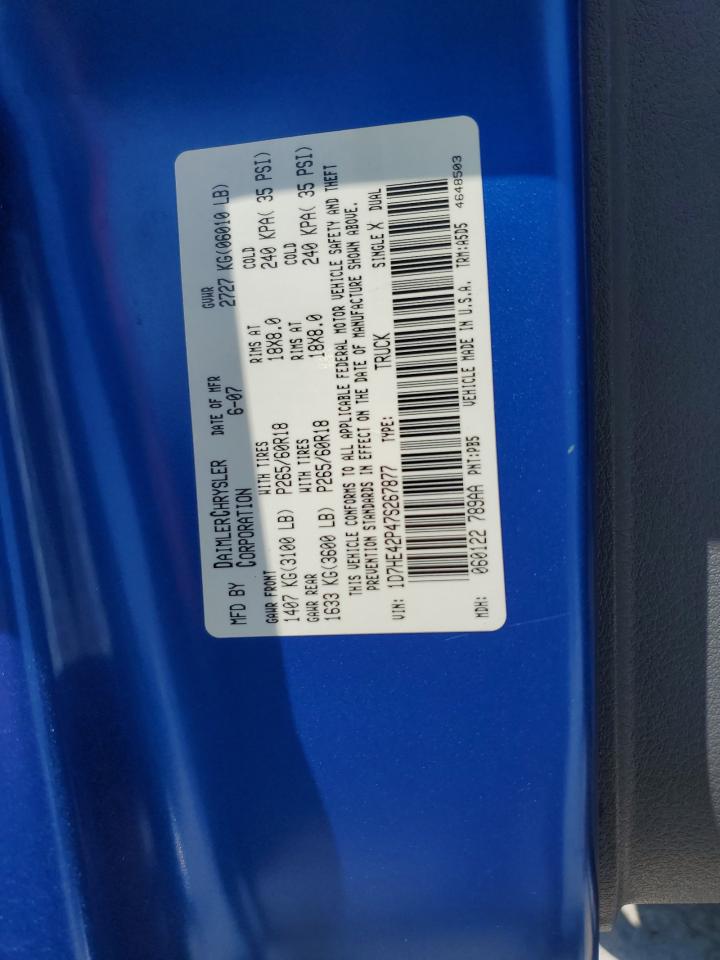 MFD BY DAIMLERCHRYSLER CORPORATION DATE OF MFR 6-07 GVWR 2727 KG(06010 LB)
GAWR FRONT WITH TIRES RIMS AT COLD
1407 KG(3100 LB) P265/60R18 18X8.0 240 KPA( 35 PSI)
GAWR REAR WITH TIRES RIMS AT COLD
1633 KG(3600 LB) P265/60R18 18X8.0 240 KPA( 35 PSI)
THIS VEHICLE CONFORMS TO ALL APPLICABLE FEDERAL MOTOR VEHICLE SAFETY AND THEFT
PREVENTION STANDARDS IN EFFECT ON THE DATE OF MANUFACTURE SHOWN ABOVE.
VIN: 1D7HE42P47S267877 TYPE: TRUCK SINGLE X DUAL
MDH: 060122 789AA PNT:PB5 VEHICLE MADE IN U.S.A. TRM:A5D5 4648503